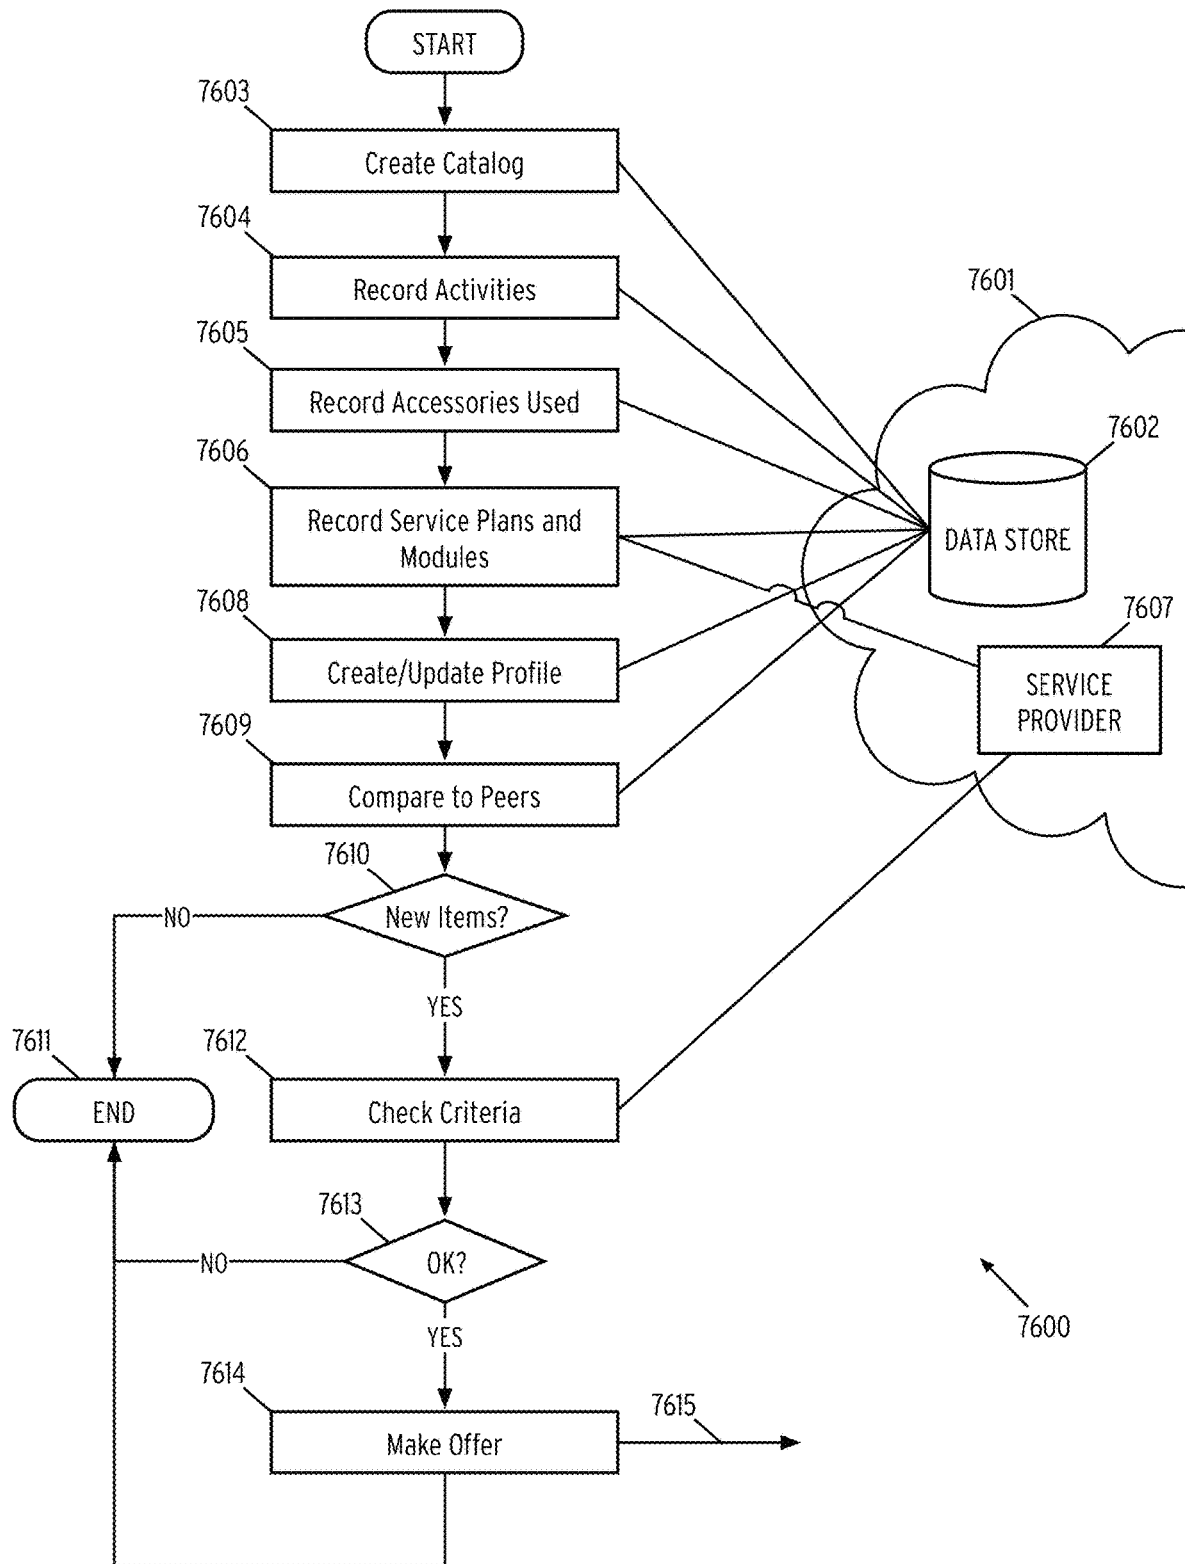 START
7603
Create Catalog
7604
Record Activities
7601
7605
Record Accessories Used
7602
7606
Record Service Plans and
Modules
DATA STORE
7608
7607
Create/Update Profile
SERVICE
PROVIDER
7609
Compare to Peers
7610
New Items?
NO
YES
7611
7612
END
Check Criteria
7613
OK?
NO
7600
YES
7614
7615
Make Offer